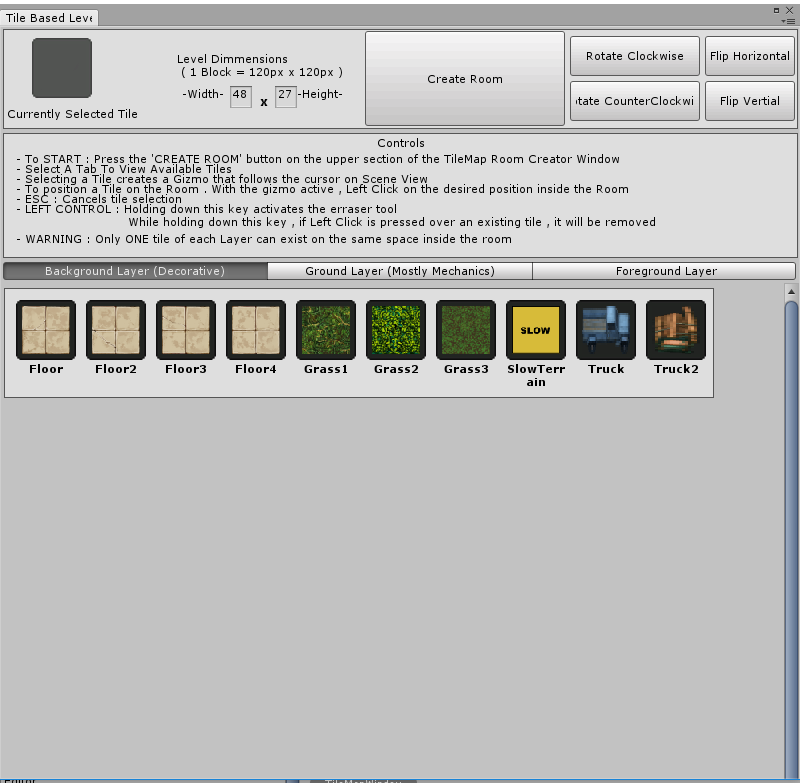 Tile Based Leve
Level Dimmensions
( 1 Block = 120px x 120px )
-Width- 48 x 27 -Height-
Currently Selected Tile
Create Room
Rotate Clockwise
Flip Horizontal
tate CounterClockwi
Flip Vertial
Controls
- To START : Press the 'CREATE ROOM' button on the upper section of the TileMap Room Creator Window
- Select A Tab To View Available Tiles
- Selecting a Tile creates a Gizmo that follows the cursor on Scene View
- To position a Tile on the Room . With the gizmo active , Left Click on the desired position inside the Room
- ESC : Cancels tile selection
- LEFT CONTROL : Holding down this key activates the erraser tool
While holding down this key , if Left Click is pressed over an existing tile , it will be removed
- WARNING : Only ONE tile of each Layer can exist on the same space inside the room
Background Layer (Decorative)
Ground Layer (Mostly Mechanics)
Foreground Layer
SLOW
Floor
Floor2
Floor3
Floor4
Grass1
Grass2
Grass3
SlowTerr
ain
Truck
Truck2